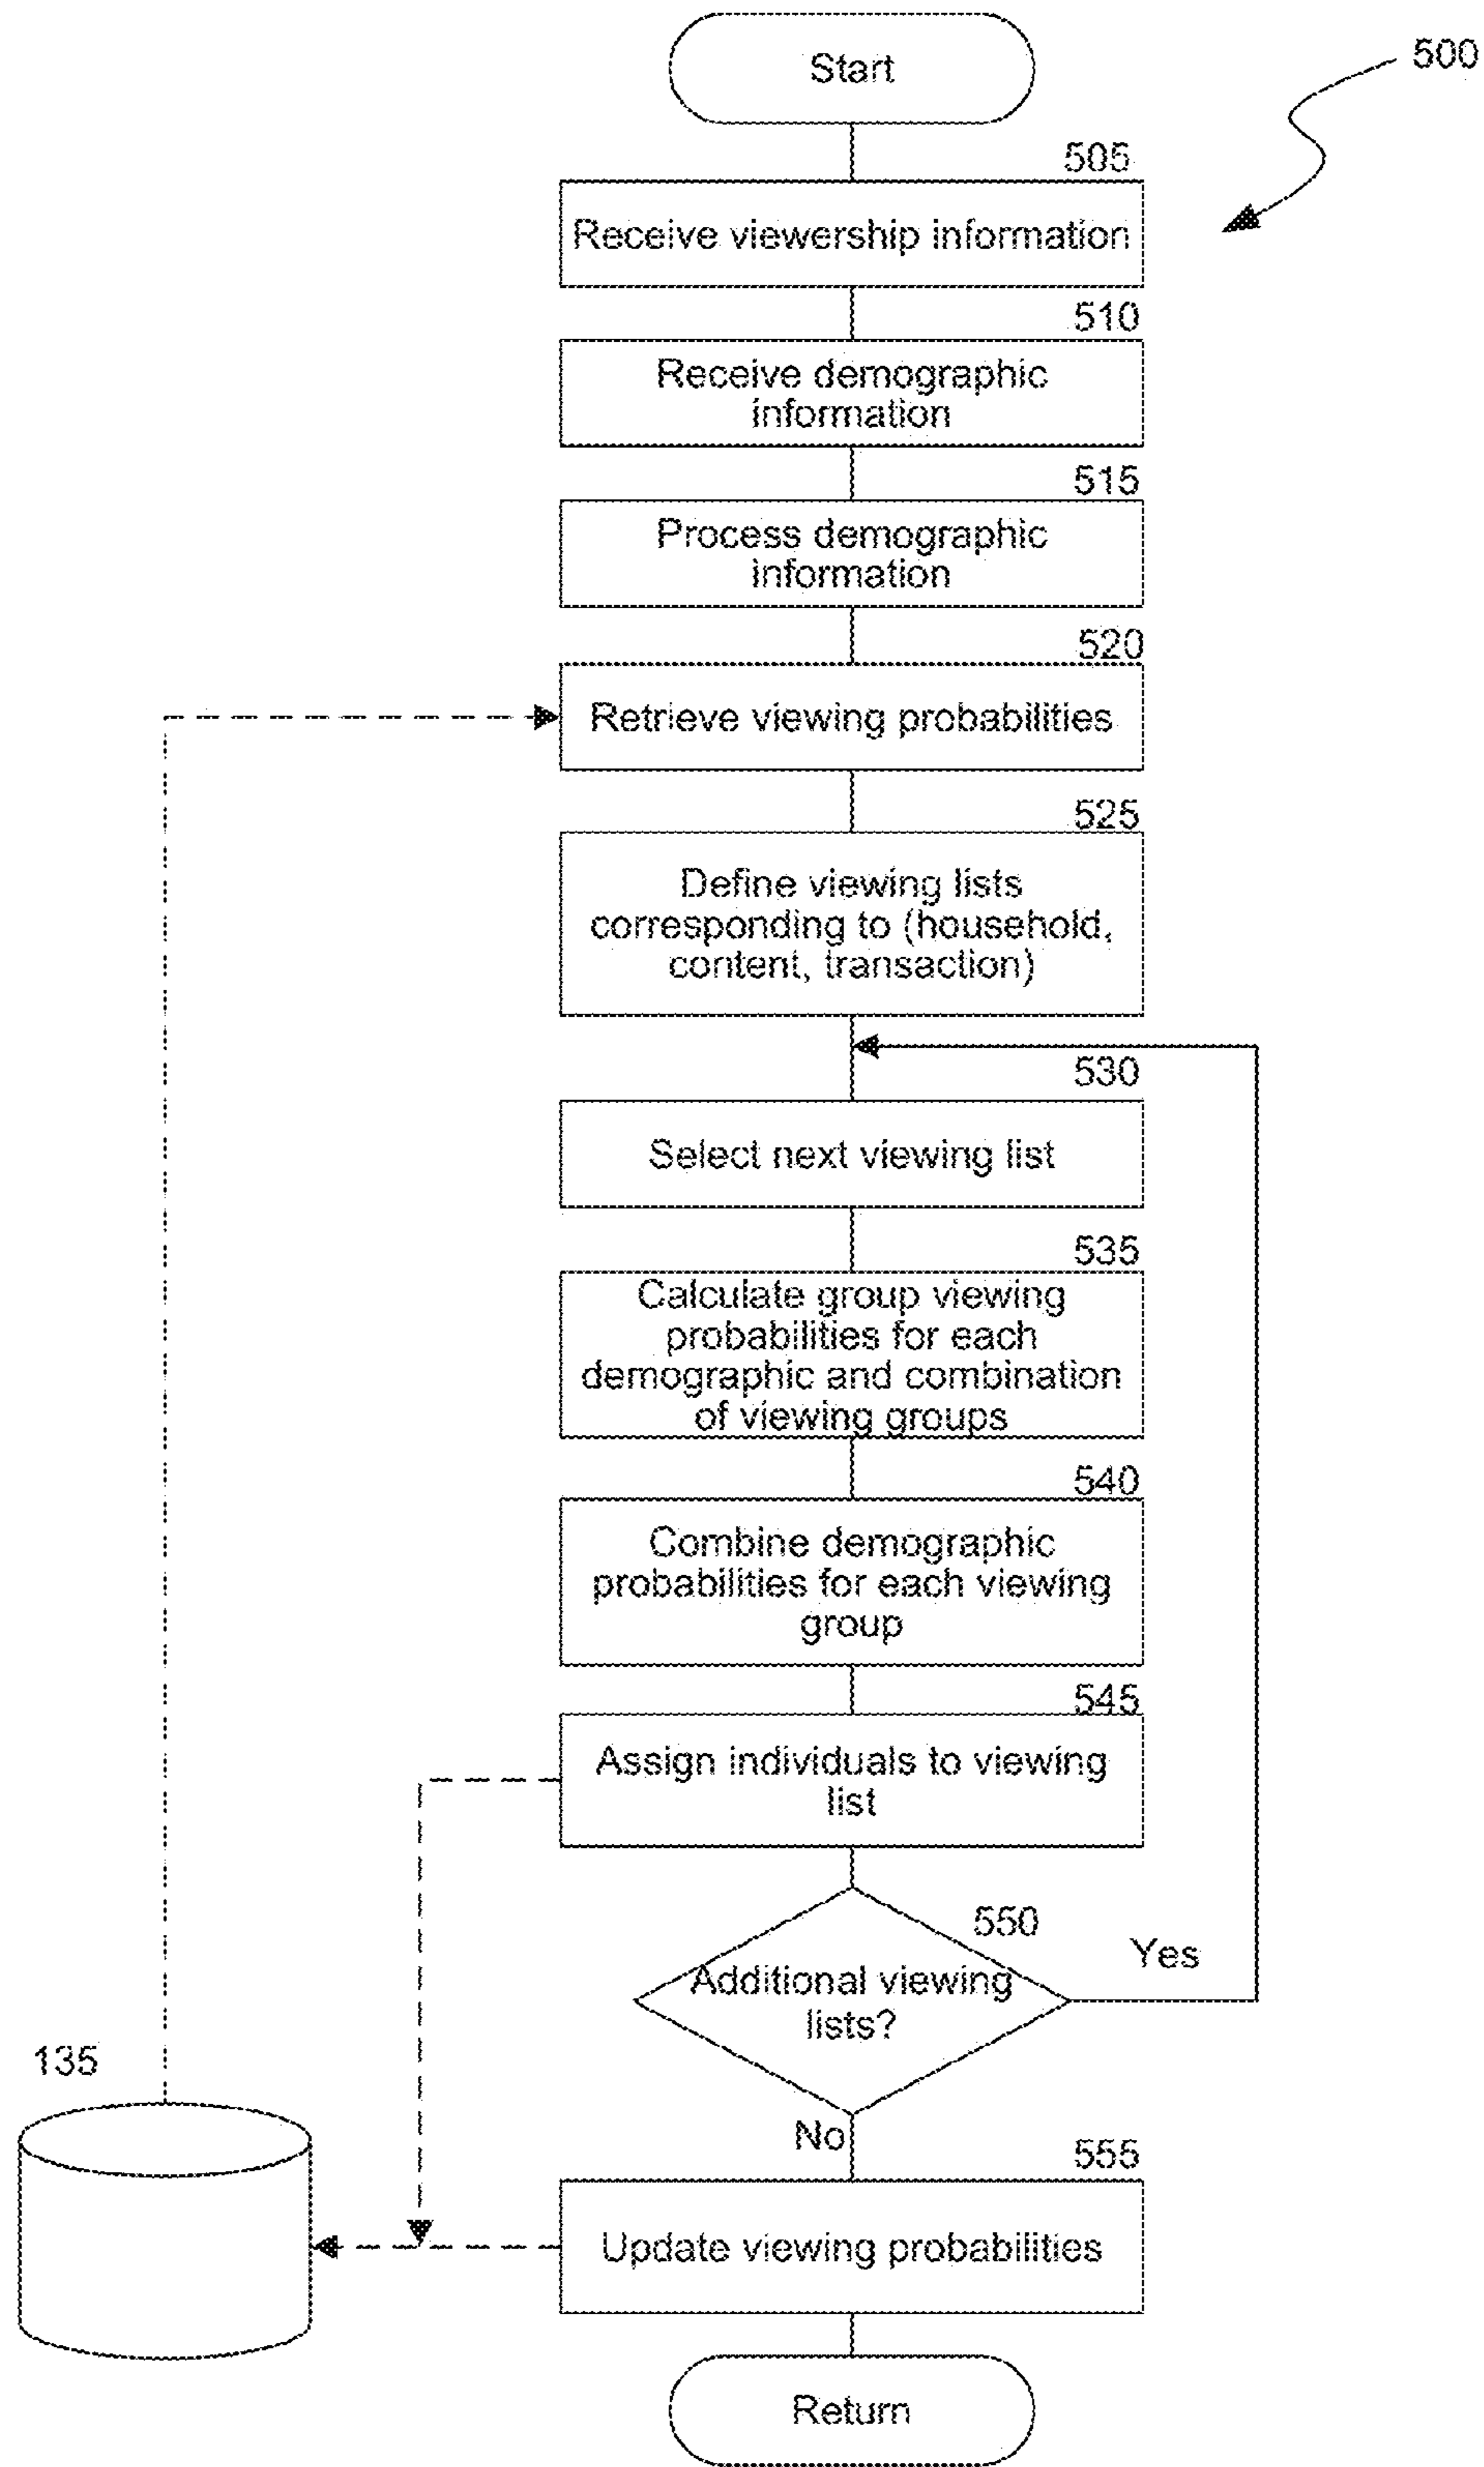 Start
500
505
Receive viewership information
510
Receive demographic
information
515
Process demographic
information
520
Retrieve viewing probabilities
525
Define viewing lists
corresponding to (household,
content, transaction)
530
Select next viewing list
535
Calculate group viewing
probabilities for each
demographic and combination
of viewing groups
540
Combine demographic
probabilities for each viewing
group
545
Assign individuals to viewing
list
550
Additional viewing
lists?
Yes
135
No
555
Update viewing probabilities
Return